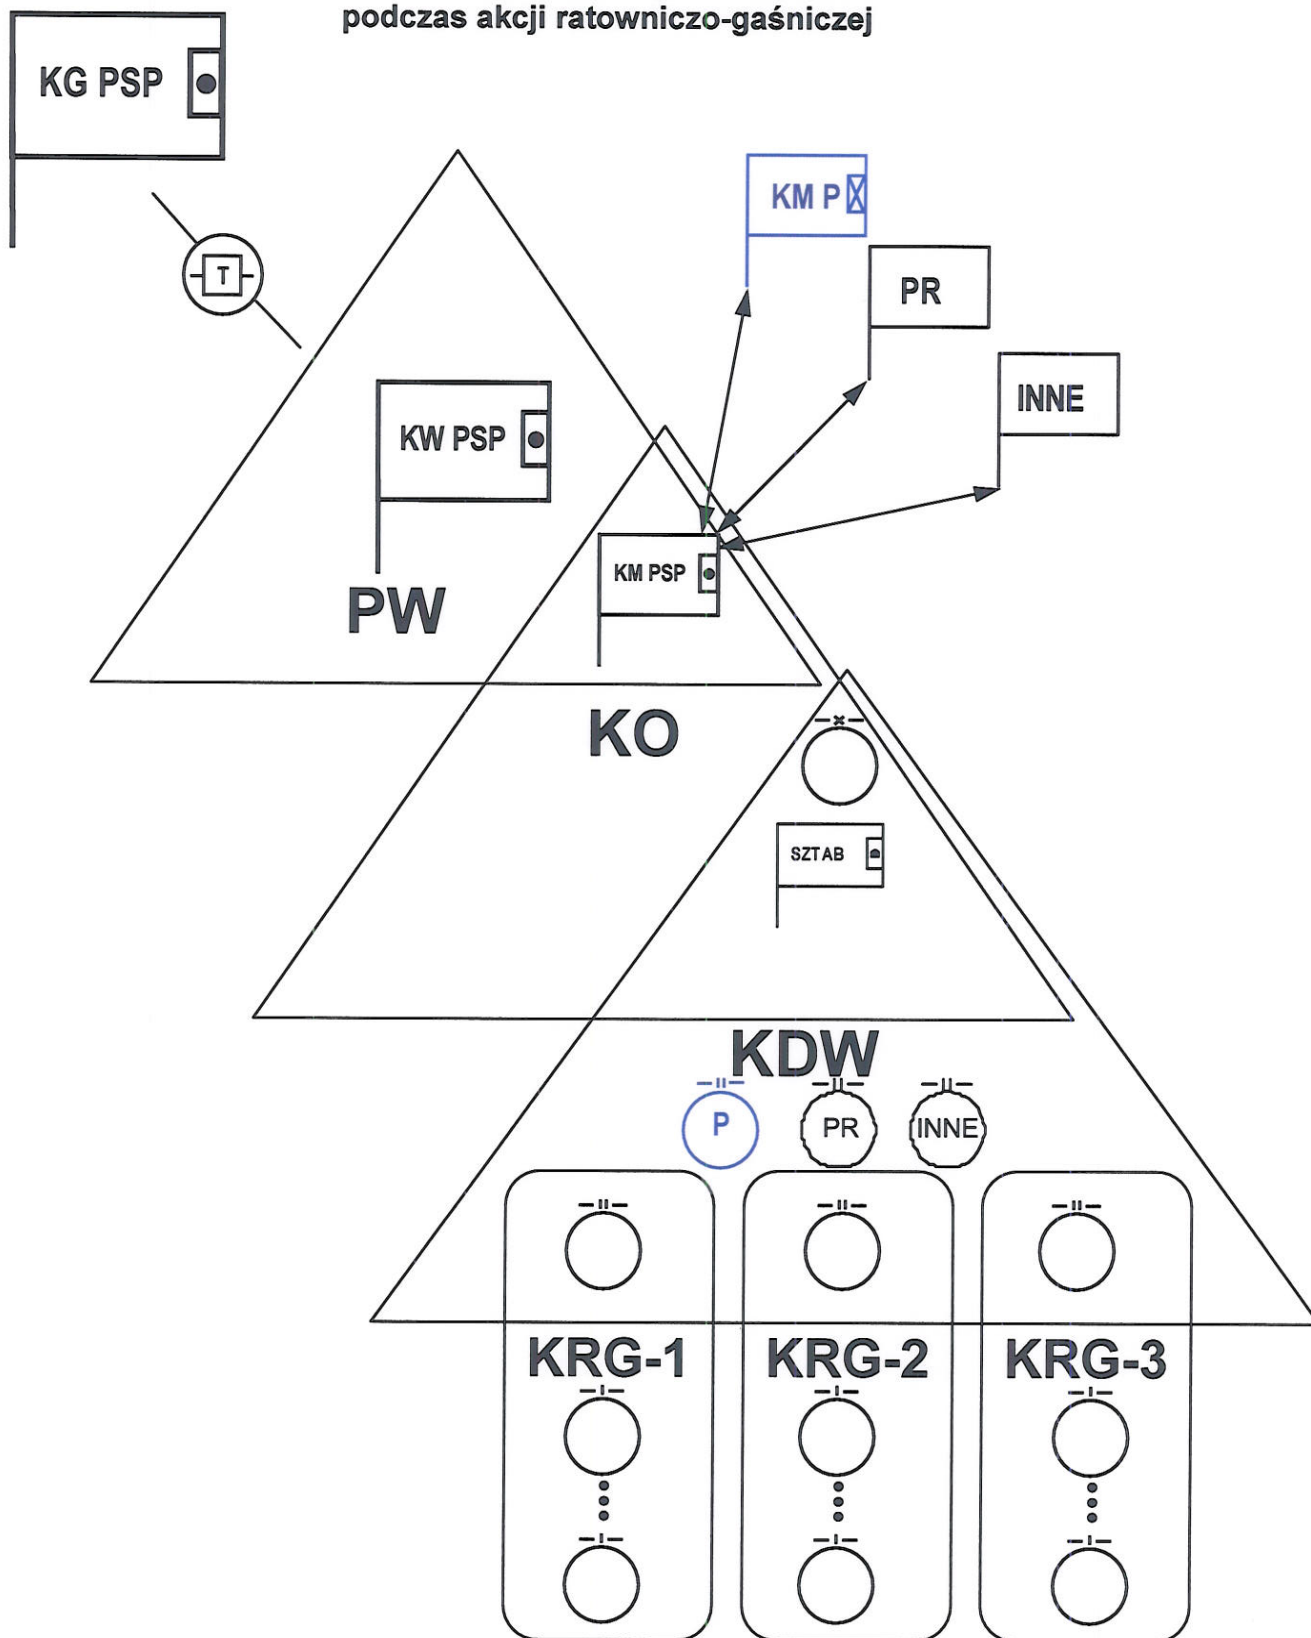 podczas akcji ratowniczo-gaśniczej
KG PSP
T
KM P
PR
INNE
KW PSP
KM PSP
PW
KO
SZTAB
KDW
P
PR
INNE
KRG-1
KRG-2
KRG-3